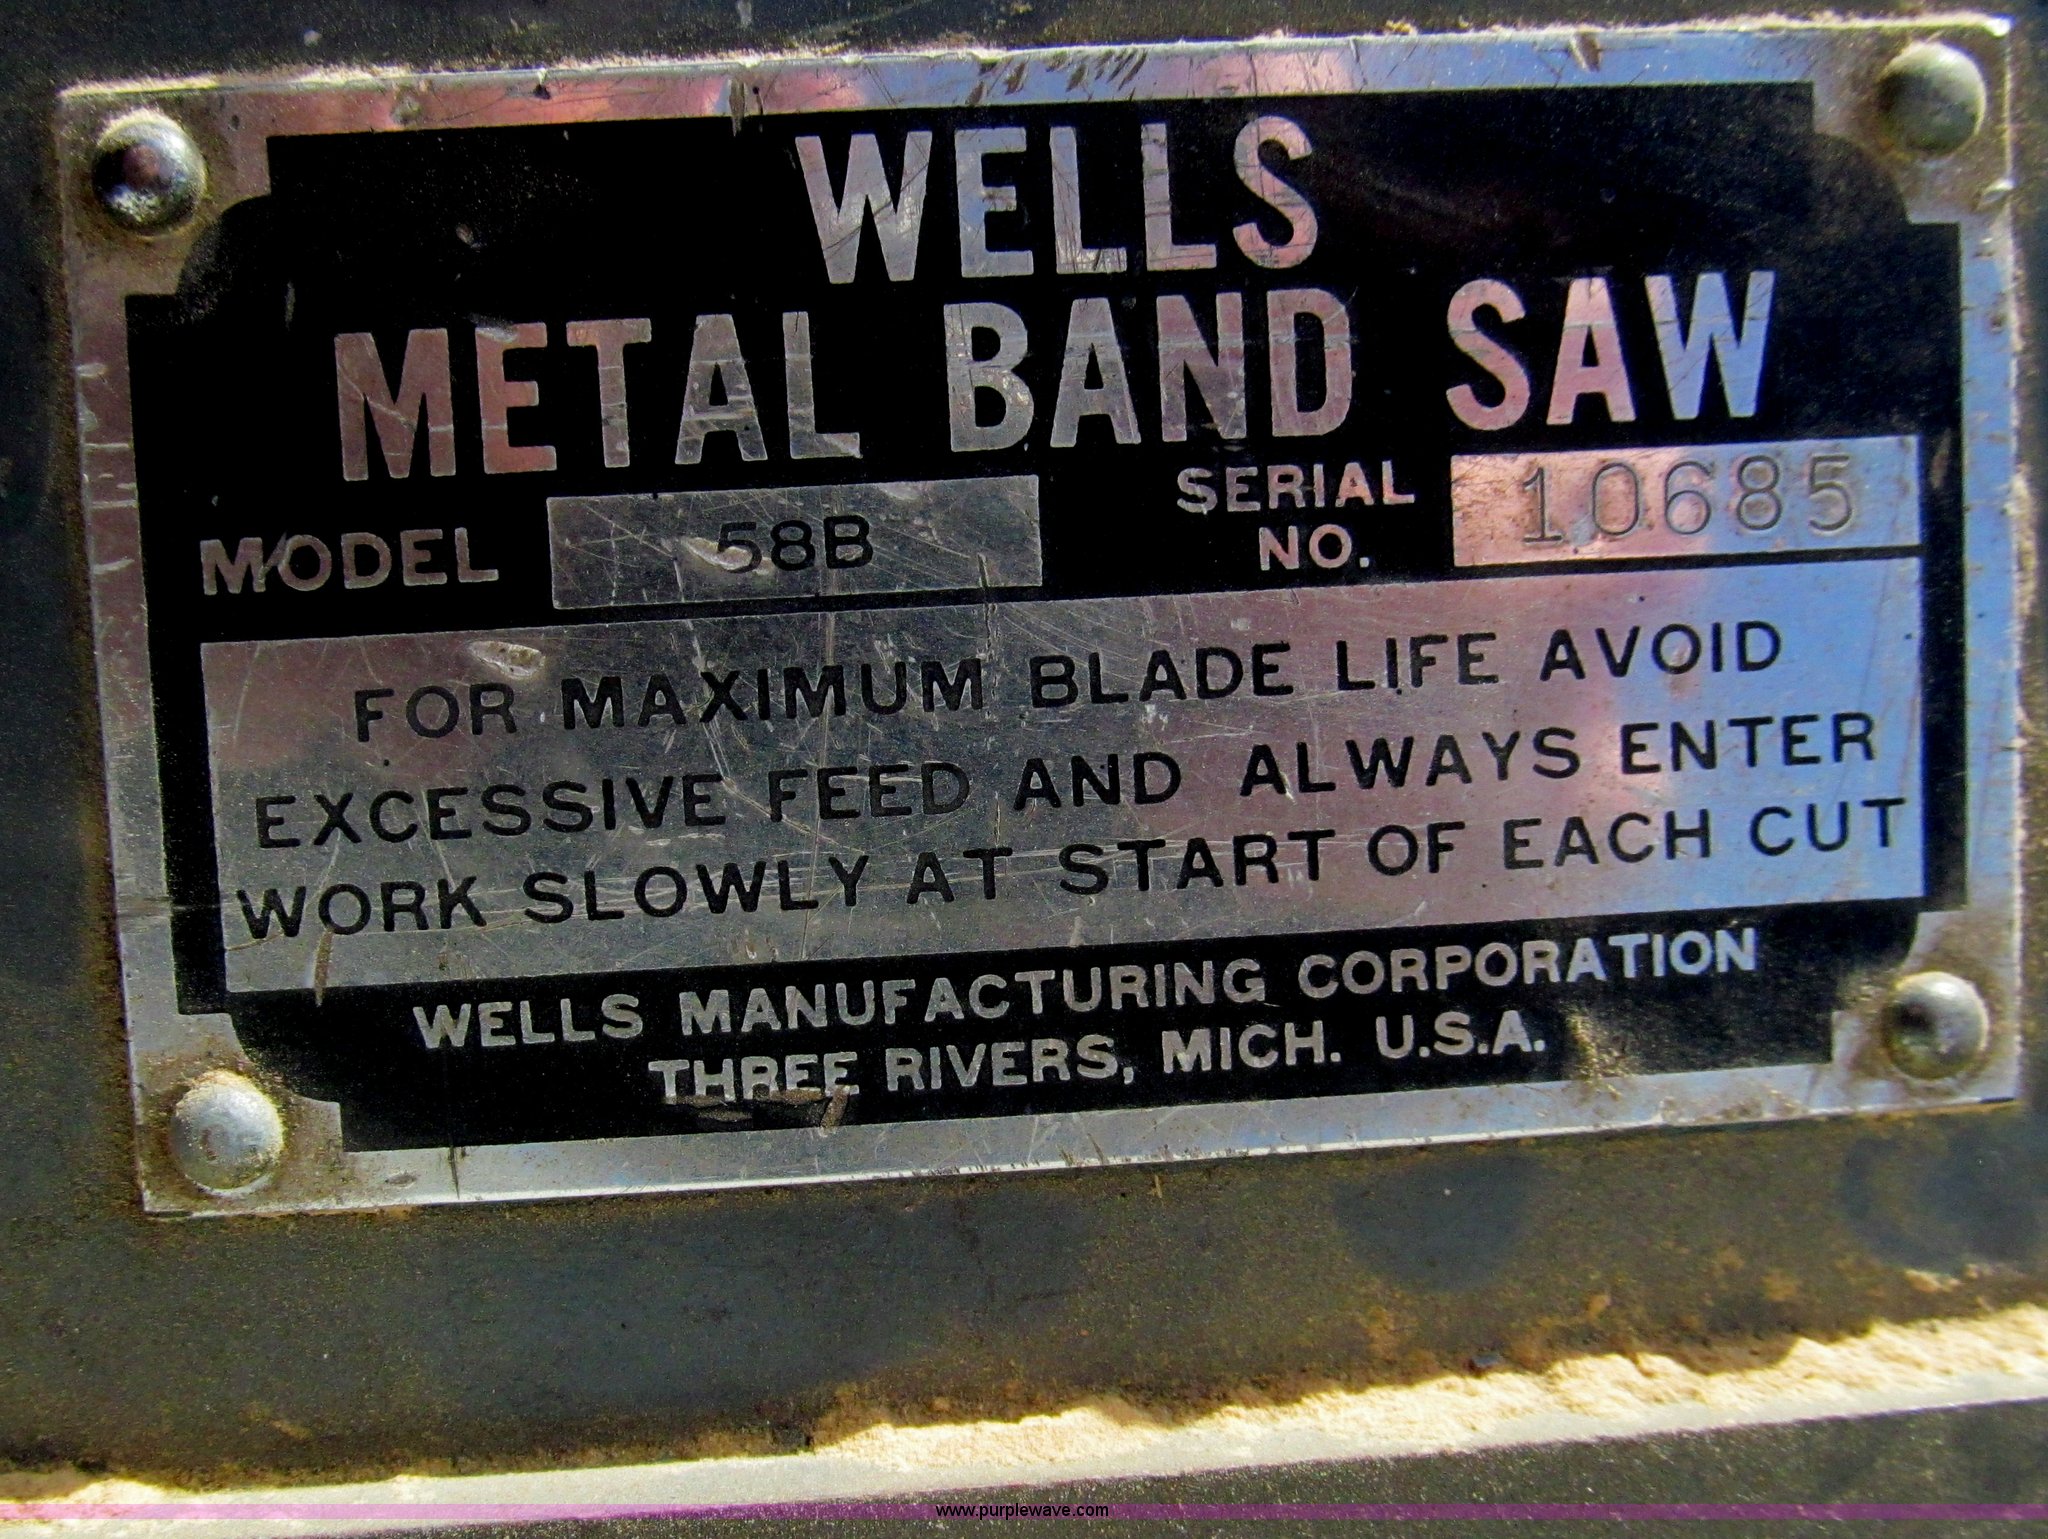 WELLS
METAL BAND SAW
MODEL 58B SERIAL NO. 10685
FOR MAXIMUM BLADE LIFE AVOID
EXCESSIVE FEED AND ALWAYS ENTER
WORK SLOWLY AT START OF EACH CUT
WELLS MANUFACTURING CORPORATION
THREE RIVERS, MICH. U.S.A.
www.purplewave.com